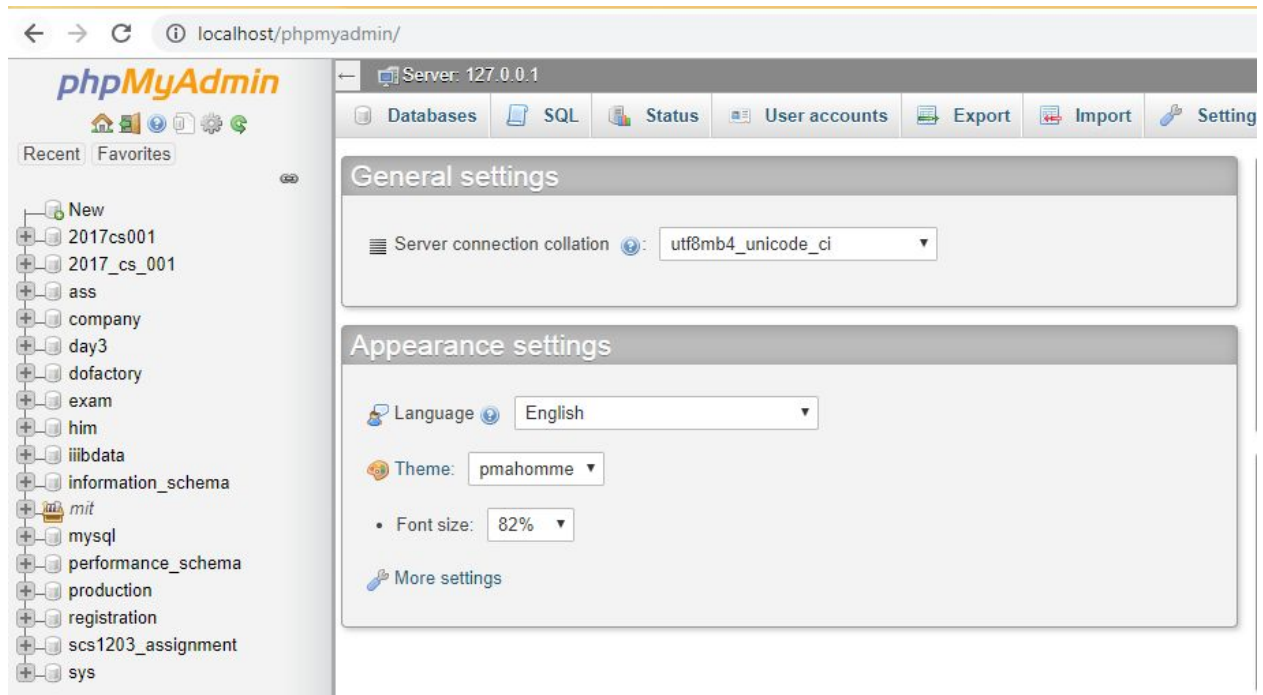 localhost/phpmyadmin/
phpMyAdmin
Recent Favorites
New
2017cs001
2017_cs_001
ass
company
day3
dofactory
exam
him
iiibdata
information_schema
mit
mysql
performance_schema
production
registration
scs1203_assignment
sys
Server: 127.0.0.1
Databases SQL Status User accounts Export Import Setting
General settings
Server connection collation : utf8mb4_unicode_ci
Appearance settings
Language English
Theme: pmahomme
• Font size: 82%
More settings